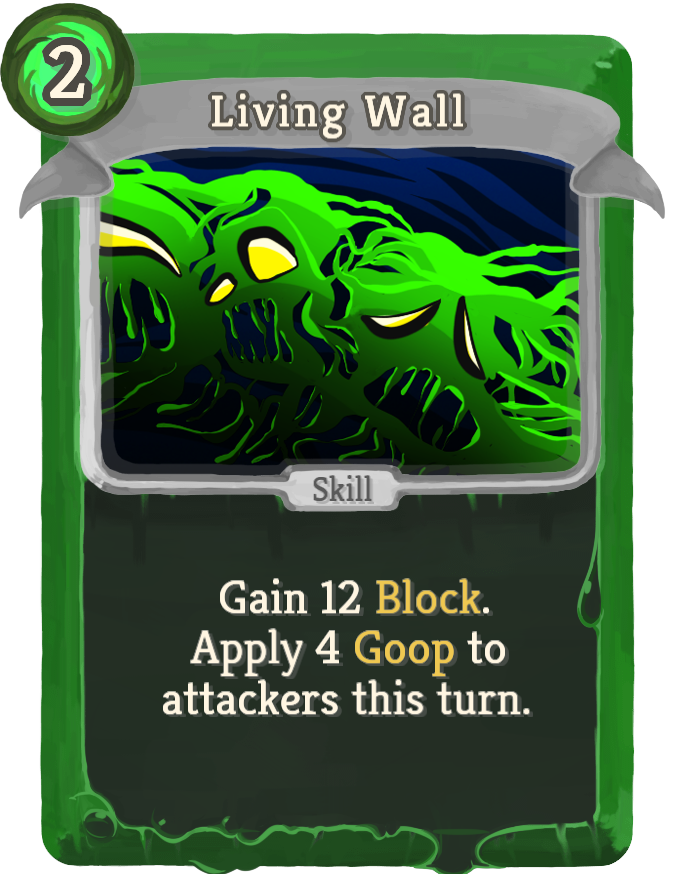 2
Living Wall
Skill
Gain 12 Block.
Apply 4 Goop to
attackers this turn.